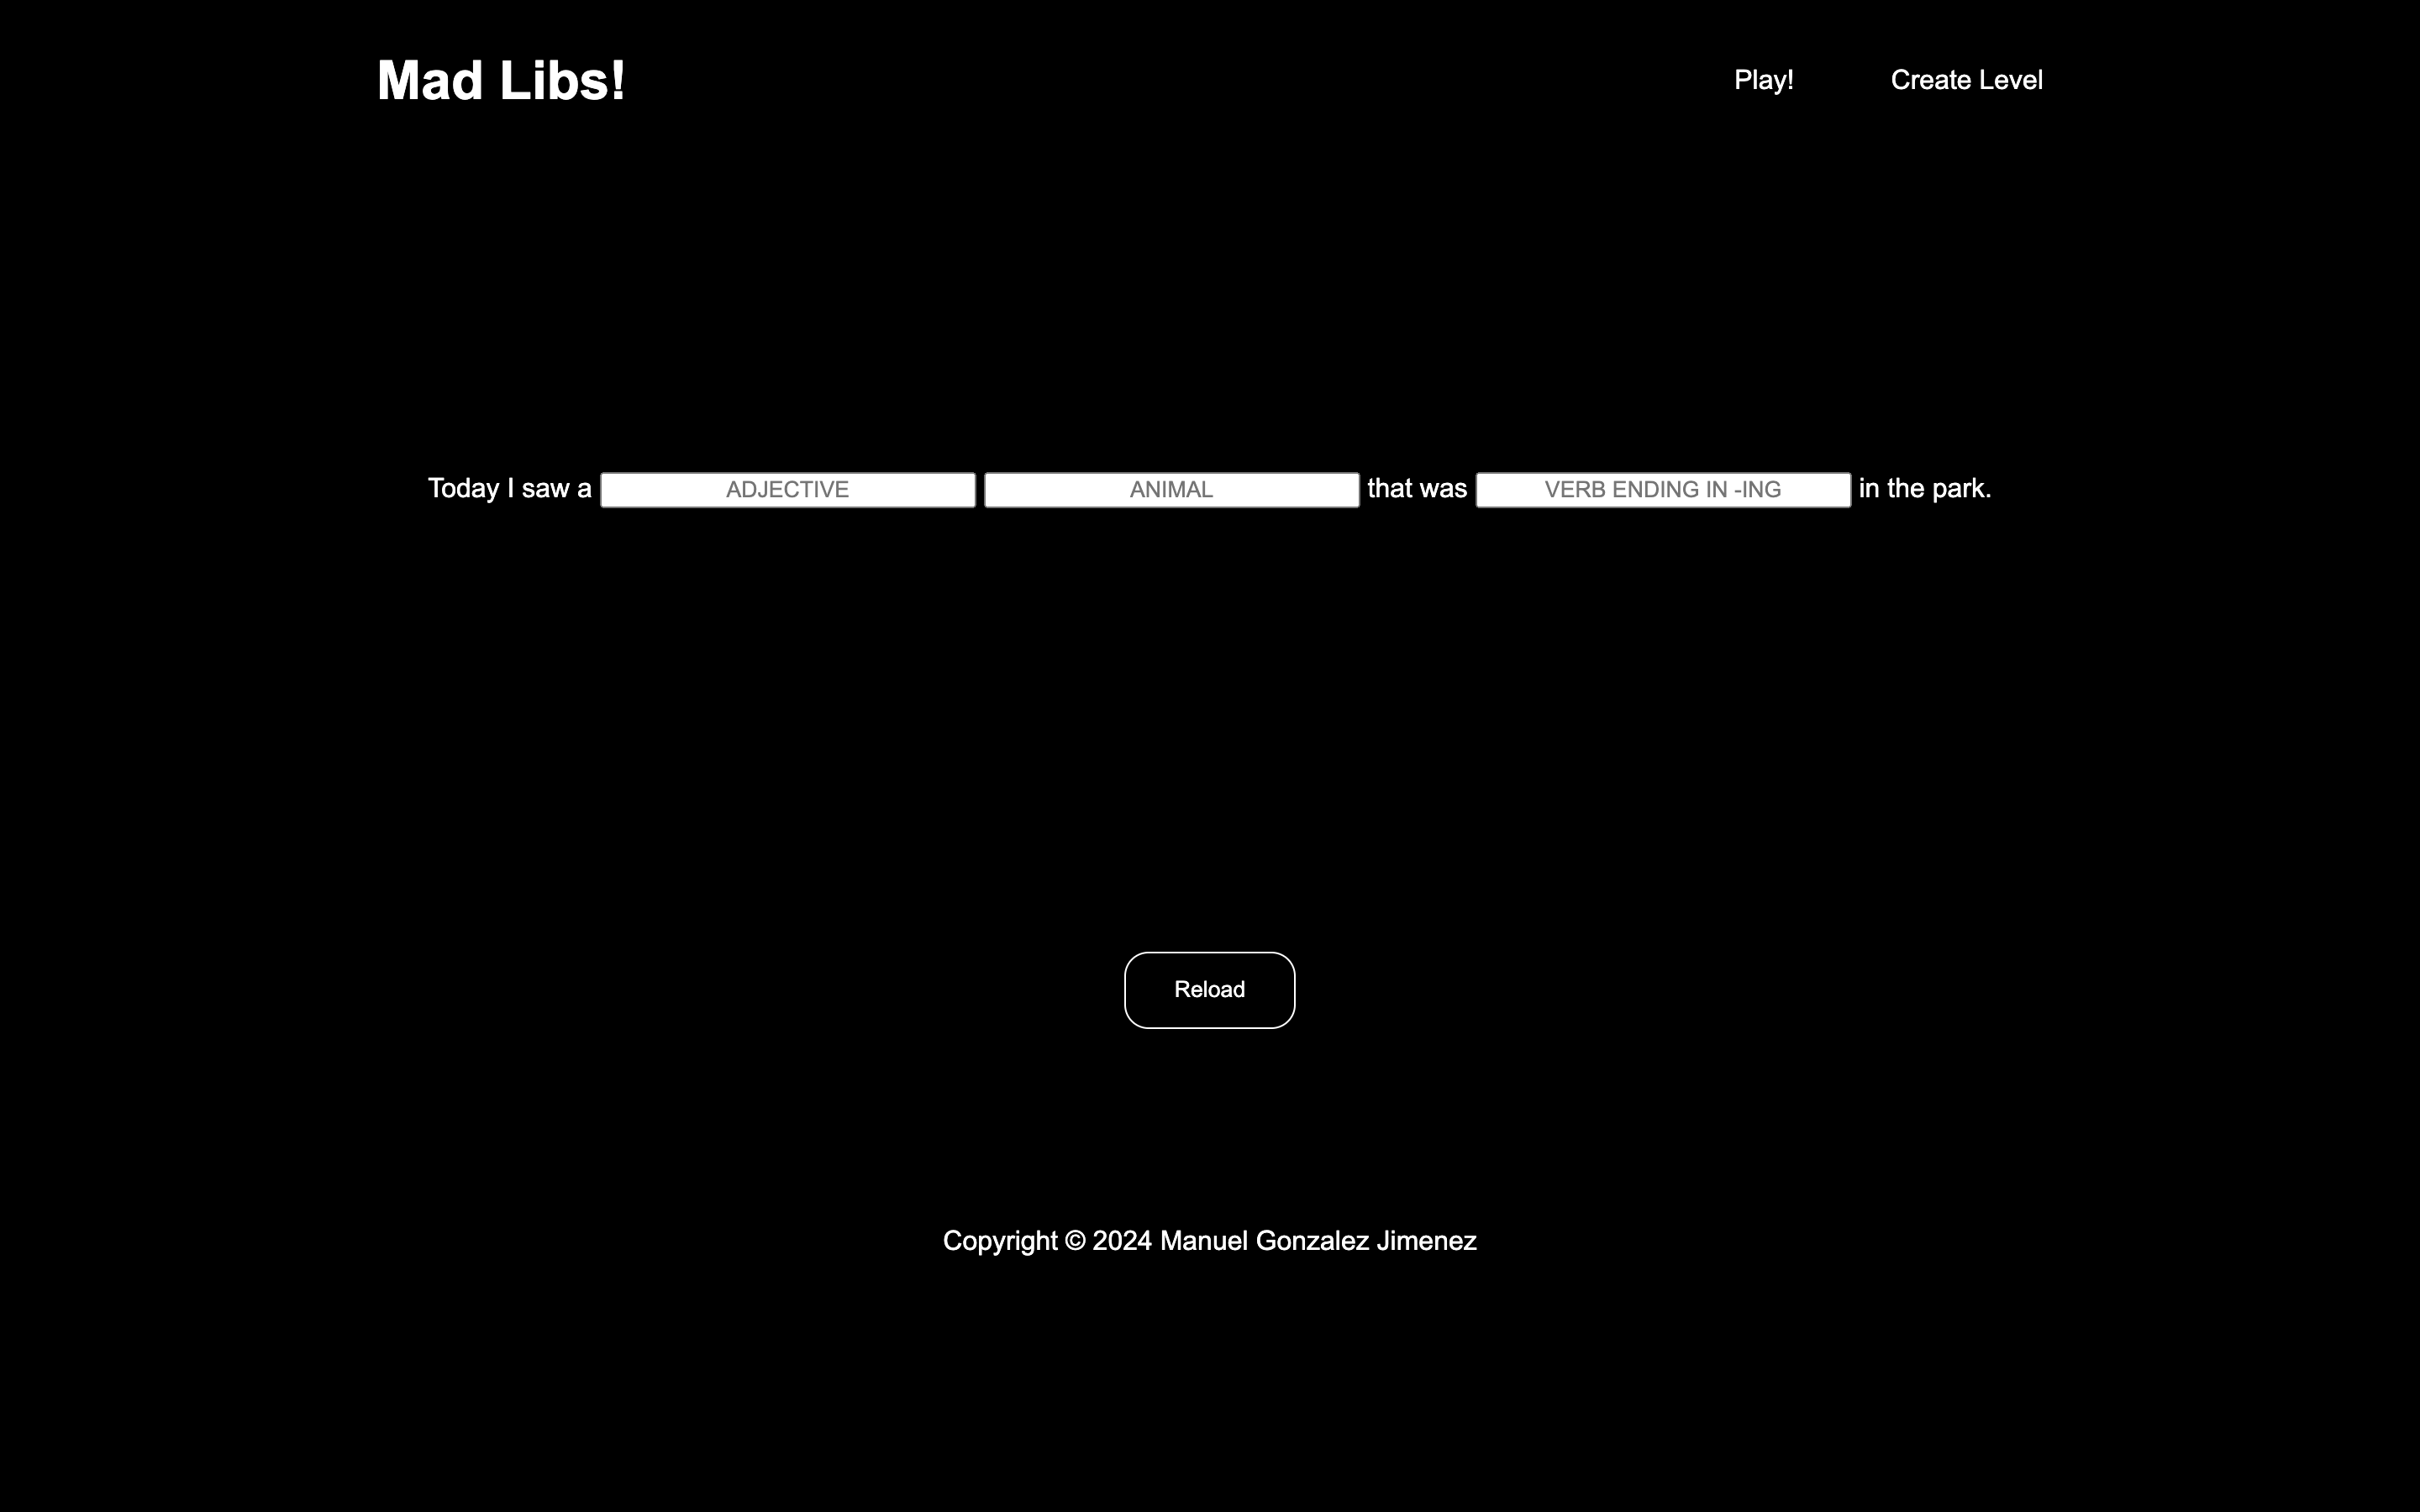 Mad Libs!
Play! Create Level
Today I saw a ADJECTIVE ANIMAL that was VERB ENDING IN -ING in the park.
Reload
Copyright © 2024 Manuel Gonzalez Jimenez